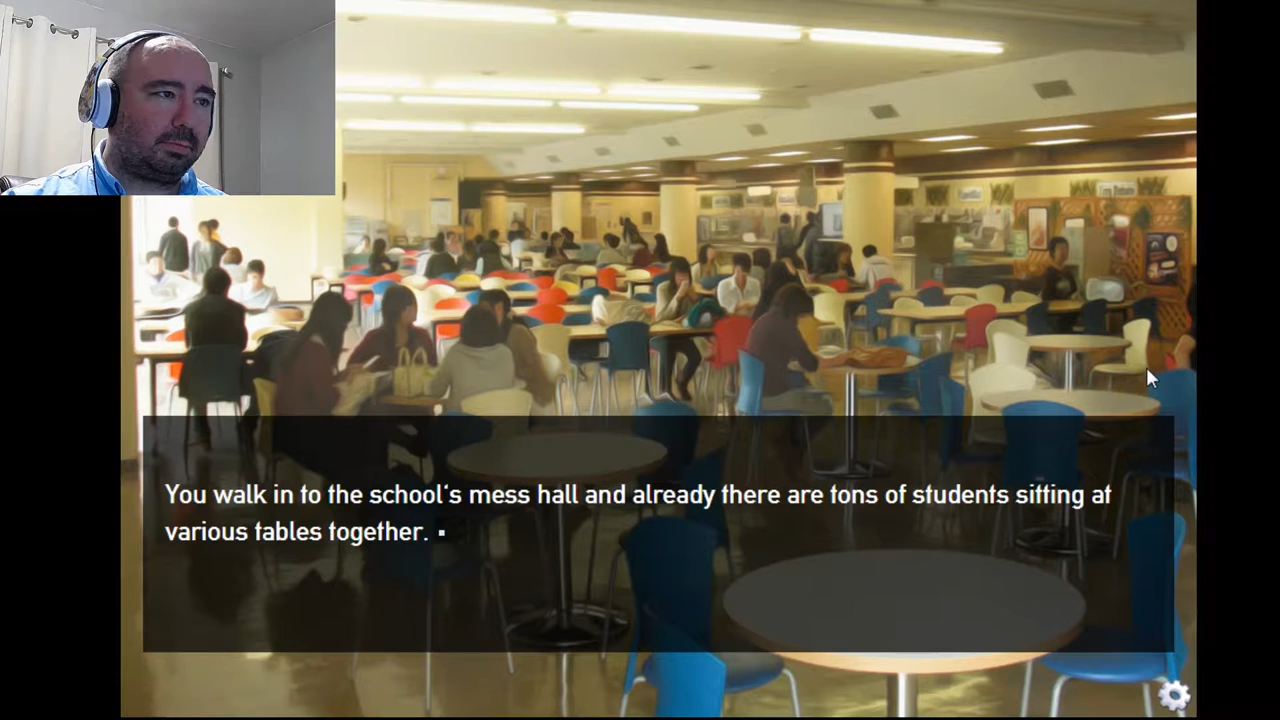 You walk in to the school's mess hall and already there are tons of students sitting at
various tables together.